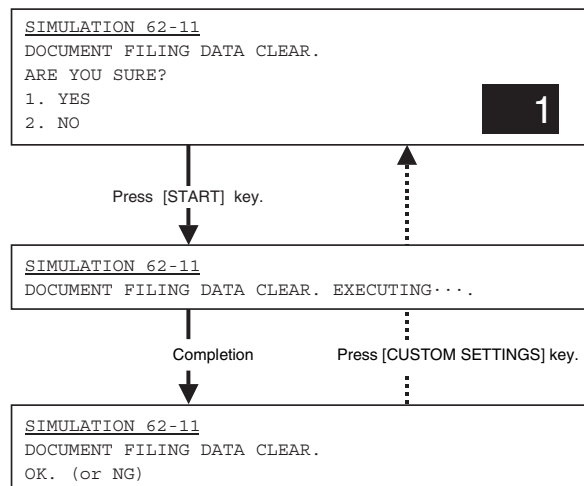 SIMULATION 62-11
DOCUMENT FILING DATA CLEAR.
ARE YOU SURE?
1. YES
2. NO
1
Press [START] key.
SIMULATION 62-11
DOCUMENT FILING DATA CLEAR. EXECUTING···.
Completion
Press [CUSTOM SETTINGS] key.
SIMULATION 62-11
DOCUMENT FILING DATA CLEAR.
OK. (or NG)